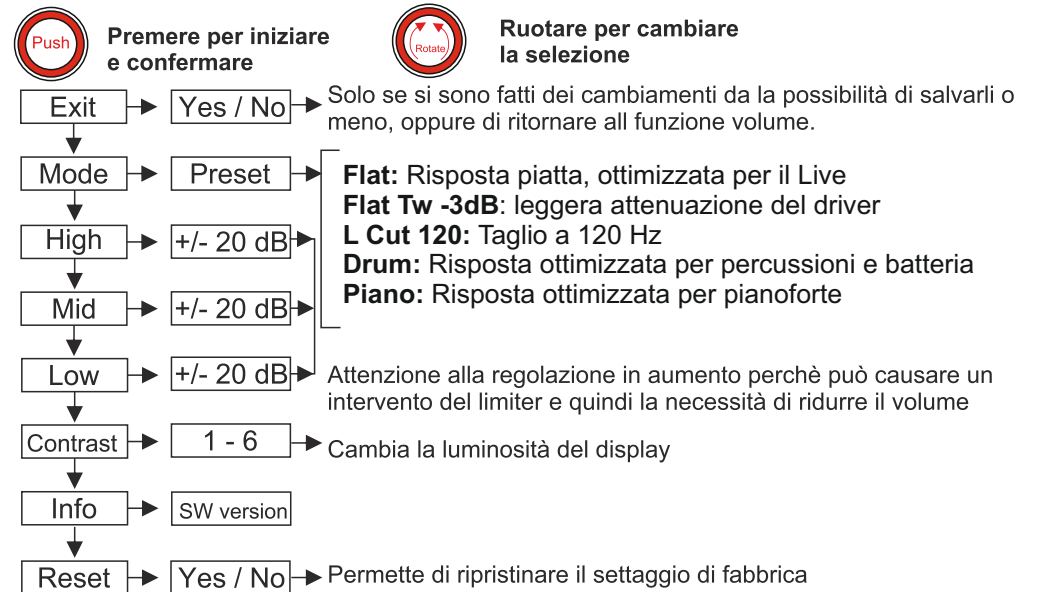 Push
Premere per iniziare
e confermare
Rotate
Ruotare per cambiare
la selezione
Exit
Yes / No
Solo se si sono fatti dei cambiamenti da la possibilità di salvarli o
meno, oppure di ritornare all funzione volume.
Mode
Preset
Flat: Risposta piatta, ottimizzata per il Live
Flat Tw -3dB: leggera attenuazione del driver
L Cut 120: Taglio a 120 Hz
Drum: Risposta ottimizzata per percussioni e batteria
Piano: Risposta ottimizzata per pianoforte
High
+/- 20 dB
Mid
+/- 20 dB
Low
+/- 20 dB
Attenzione alla regolazione in aumento perchè può causare un
intervento del limiter e quindi la necessità di ridurre il volume
Contrast
1 - 6
Cambia la luminosità del display
Info
SW version
Reset
Yes / No
Permette di ripristinare il settaggio di fabbrica